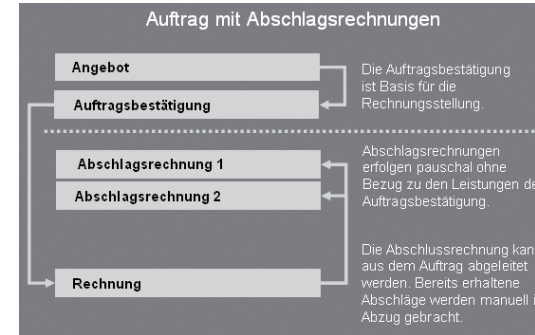 Auftrag mit Abschlagsrechnungen
Angebot
Die Auftragsbestätigung
ist Basis für die
Rechnungsstellung.
Auftragsbestätigung
Abschlagsrechnungen
erfolgen pauschal ohne
Bezug zu den Leistungen de
Auftragsbestätigung.
Abschlagsrechnung 1
Abschlagsrechnung 2
Die Abschlussrechnung kan
aus dem Auftrag abgeleitet
werden. Bereits erhaltene
Abschläge werden manuell i
Abzug gebracht.
Rechnung